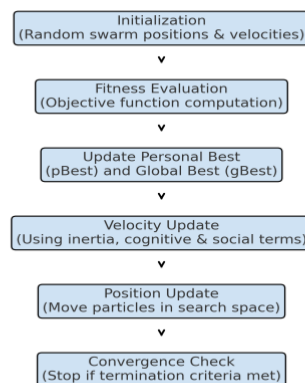 Initialization
(Random swarm positions & velocities)
Fitness Evaluation
(Objective function computation)
Update Personal Best
(pBest) and Global Best (gBest)
Velocity Update
(Using inertia, cognitive & social terms)
Position Update
(Move particles in search space)
Convergence Check
(Stop if termination criteria met)